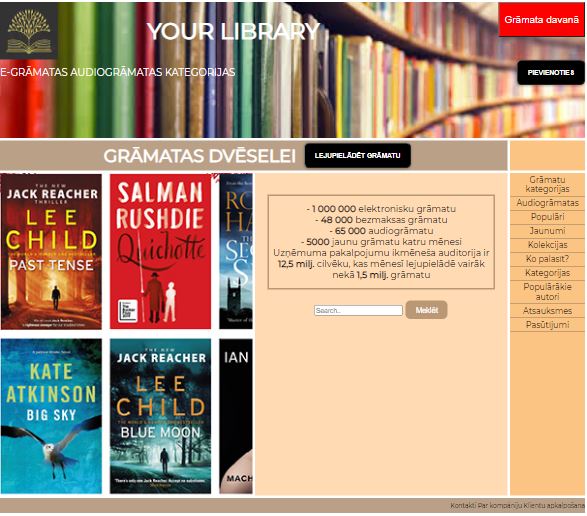 YOUR LIBRARY
Grāmata davanā
E-GRĀMATAS AUDIOGRĀMATAS KATEGORIJAS
PIEVIENOTIES
GRĀMATAS DVĒSELEI
LEJUPIELĀDĒT GRĀMATU
THE NEW
JACK REACHER
THRILLER
LEE
CHILD
PAST TENSE
SALMAN
RUSHDIE
Quichotte
- 1 000 000 elektronisku grāmatu
- 48 000 bezmaksas grāmatu
- 65 000 audiogrāmatu
- 5000 jaunu grāmatu katru mēnesi
Uzņēmuma pakalpojumu ikmēneša auditorija ir
12,5 milj. cilvēku, kas mēnesī lejupielādē vairāk
nekā 1,5 milj. grāmatu
Search..
Meklēt
Grāmatu
kategorijas
Audiogrāmatas
Populāri
Jaunumi
Kolekcijas
Ko palasīt?
Kategorijas
Populārākie
autori
Atsauksmes
Pasūtījumi
KATE
ATKINSON
BIG SKY
THE NEW
JACK REACHER
LEE
CHILD
BLUE MOON
IAN
MACH
Kontakti Par kompāniju Klientu apkalpošana